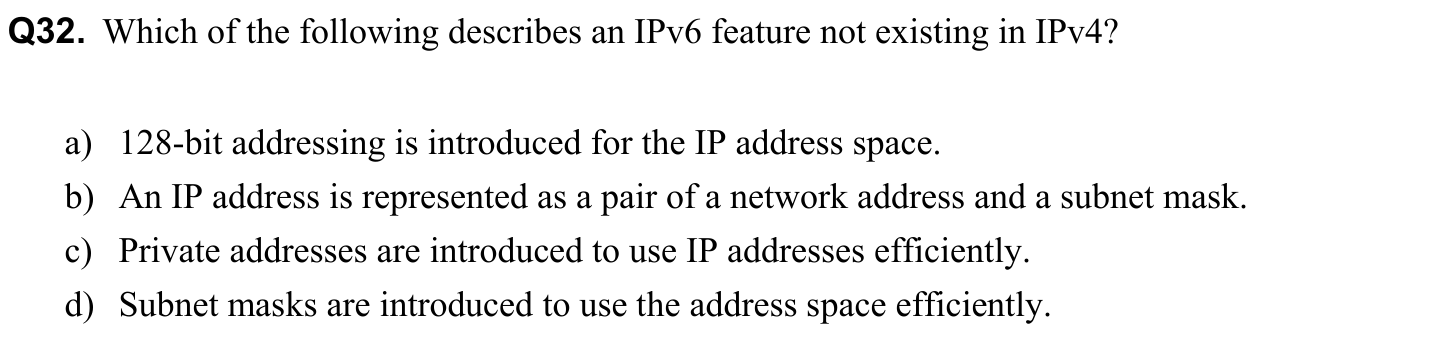 Q32. Which of the following describes an IPv6 feature not existing in IPv4?
a) 128-bit addressing is introduced for the IP address space.
b) An IP address is represented as a pair of a network address and a subnet mask.
c) Private addresses are introduced to use IP addresses efficiently.
d) Subnet masks are introduced to use the address space efficiently.